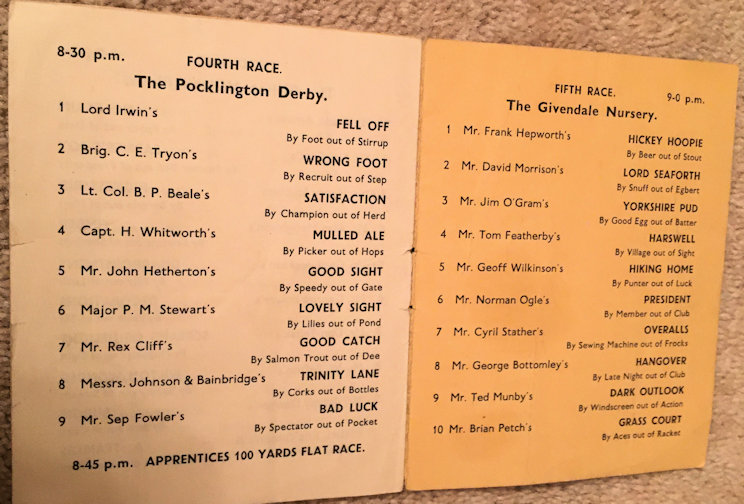 8-30 p.m. FOURTH RACE.
The Pocklington Derby.
1 Lord Irwin's FELL OFF
By Foot out of Stirrup
2 Brig. C. E. Tryon's WRONG FOOT
By Recruit out of Step
3 Lt. Col. B. P. Beale's SATISFACTION
By Champion out of Herd
4 Capt. H. Whitworth's MULLED ALE
By Picker out of Hops
5 Mr. John Hetherton's GOOD SIGHT
By Speedy out of Gate
6 Major P. M. Stewart's LOVELY SIGHT
By Lilies out of Pond
7 Mr. Rex Cliff's GOOD CATCH
By Salmon Trout out of Dee
8 Messrs. Johnson & Bainbridge's TRINITY LANE
By Corks out of Bottles
9 Mr. Sep Fowler's BAD LUCK
By Spectator out of Pocket
8-45 p.m. APPRENTICES 100 YARDS FLAT RACE.
FIFTH RACE. 9-0 p.m.
The Givendale Nursery.
1 Mr. Frank Hepworth's HICKEY HOOPIE
By Beer out of Stout
2 Mr. David Morrison's LORD SEAFORTH
By Snuff out of Egbert
3 Mr. Jim O'Gram's YORKSHIRE PUD
By Good Egg out of Batter
4 Mr. Tom Featherby's HARSWELL
By Village out of Sight
5 Mr. Geoff Wilkinson's HIKING HOME
By Punter out of Luck
6 Mr. Norman Ogle's PRESIDENT
By Member out of Club
7 Mr. Cyril Stather's OVERALLS
By Sewing Machine out of Frocks
8 Mr. George Bottomley's HANGOVER
By Late Night out of Club
9 Mr. Ted Munby's DARK OUTLOOK
By Windscreen out of Action
10 Mr. Brian Petch's GRASS COURT
By Aces out of Racket